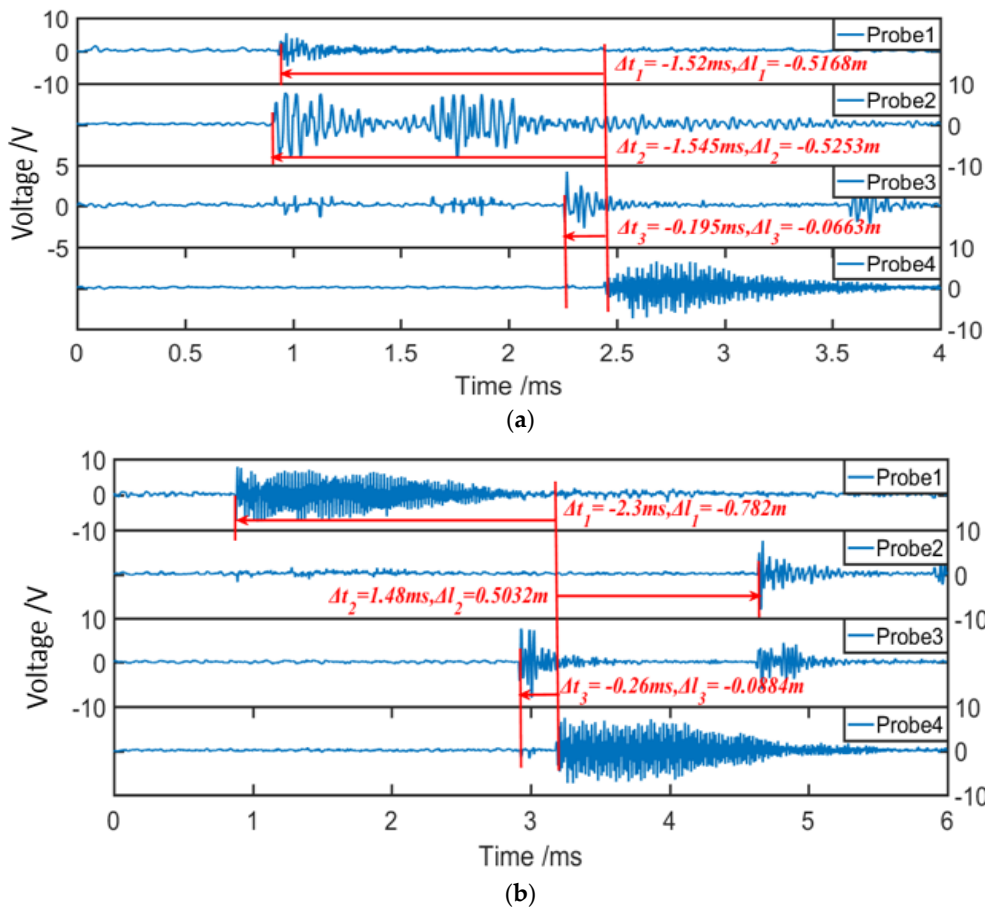 10
0
-10
Probe1
Δt1= -1.52ms,Δl1= -0.5168m
Probe2
10
0
-10
Δt2= -1.545ms,Δl2= -0.5253m
5
0
-5
Probe3
Δt3= -0.195ms,Δl3= -0.0663m
Probe4
10
0
-10
Voltage /V
0 0.5 1 1.5 2 2.5 3 3.5 4
Time /ms
(a)
10
0
-10
Probe1
Δt1= -2.3ms,Δl1= -0.782m
Probe2
10
0
-10
Δt2=1.48ms,Δl2=0.5032m
10
0
-10
Probe3
Δt3= -0.26ms,Δl3= -0.0884m
Probe4
10
0
-10
Voltage /V
0 1 2 3 4 5 6
Time /ms
(b)